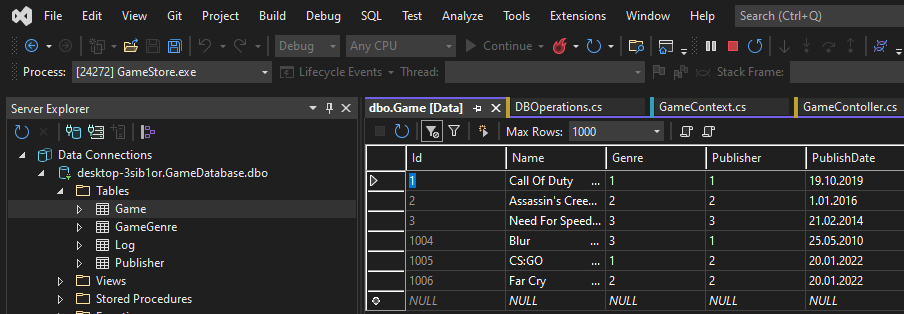 File Edit View Git Project Build Debug SQL Test Analyze Tools Extensions Window Help Search (Ctrl+Q)
Debug Any CPU Continue
Process: [24272] GameStore.exe Lifecycle Events Thread: Stack Frame:
Server Explorer
dbo.Game [Data] DBOperations.cs GameContext.cs GameContoller.cs
Max Rows: 1000
Data Connections
desktop-3sib1or.GameDatabase.dbo
Tables
Game
GameGenre
Log
Publisher
Views
Stored Procedures
Id Name Genre Publisher PublishDate
1 Call Of Duty ... 1 1 19.10.2019
2 Assassin's Cree... 2 2 1.01.2016
3 Need For Speed... 3 3 21.02.2014
1004 Blur ... 3 1 25.05.2010
1005 CS:GO ... 1 2 20.01.2022
1006 Far Cry ... 2 2 20.01.2022
NULL NULL NULL NULL NULL